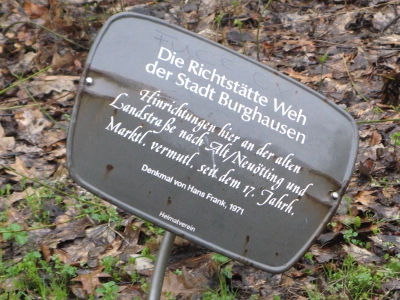 Die Richtstätte Weh
der Stadt Burghausen
Hinrichtungen hier an der alten
Landstraße nach Alt/Neuötting und
Marktl, vermutl. seit dem 17. Jahrh.
Denkmal von Hans Frank, 1971
Heimatverein